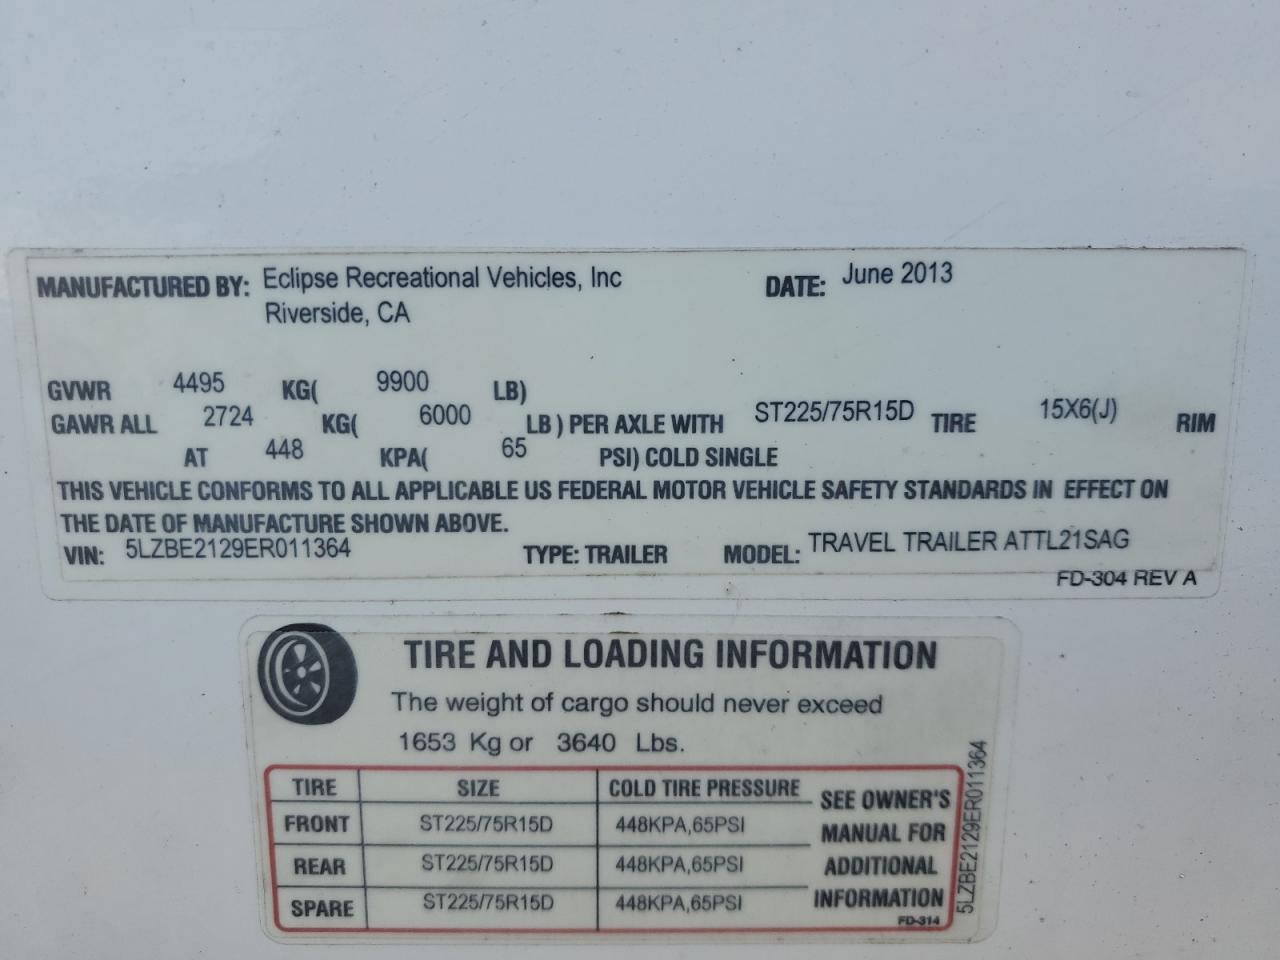 MANUFACTURED BY: Eclipse Recreational Vehicles, Inc DATE: June 2013
Riverside, CA
GVWR 4495 KG( 9900 LB)
GAWR ALL 2724 KG( 6000 LB ) PER AXLE WITH ST225/75R15D TIRE 15X6(J) RIM
AT 448 KPA( 65 PSI) COLD SINGLE
THIS VEHICLE CONFORMS TO ALL APPLICABLE US FEDERAL MOTOR VEHICLE SAFETY STANDARDS IN EFFECT ON
THE DATE OF MANUFACTURE SHOWN ABOVE.
VIN: 5LZBE2129ER011364 TYPE: TRAILER MODEL: TRAVEL TRAILER ATTL21SAG
FD-304 REV A
TIRE AND LOADING INFORMATION
The weight of cargo should never exceed
1653 Kg or 3640 Lbs.
TIRE SIZE COLD TIRE PRESSURE
FRONT ST225/75R15D 448KPA,65PSI
REAR ST225/75R15D 448KPA,65PSI
SPARE ST225/75R15D 448KPA,65PSI
SEE OWNER'S
MANUAL FOR
ADDITIONAL
INFORMATION
FD-314
5LZBE2129ER011364